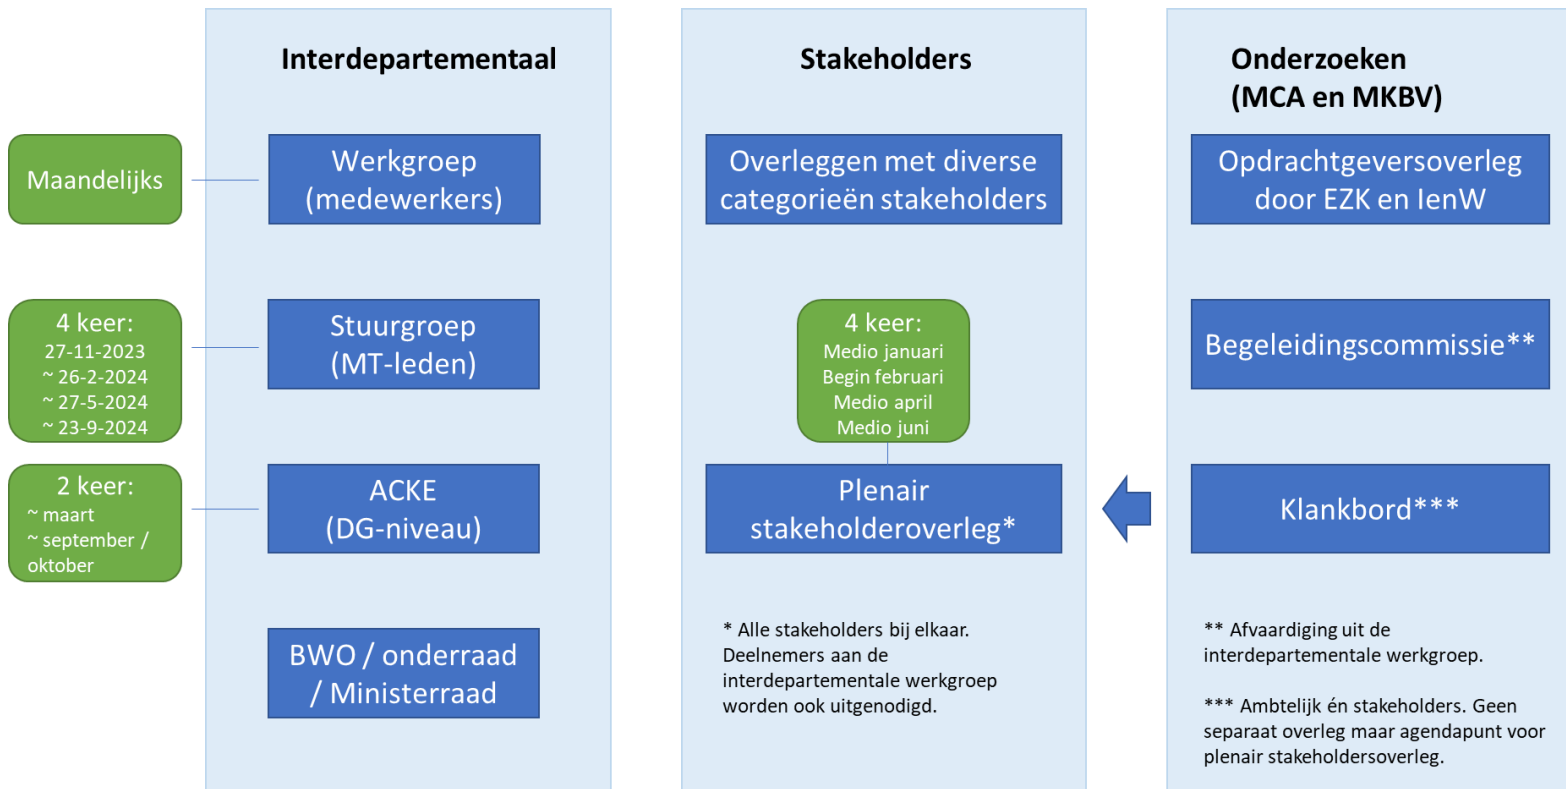 Interdepartementaal
Maandelijks
Werkgroep
(medewerkers)
4 keer:
27-11-2023
~ 26-2-2024
~ 27-5-2024
~ 23-9-2024
Stuurgroep
(MT-leden)
2 keer:
~ maart
~ september /
oktober
ACKE
(DG-niveau)
BWO / onderraad
/ Ministerraad
Stakeholders
Overleggen met diverse
categorieën stakeholders
4 keer:
Medio januari
Begin februari
Medio april
Medio juni
Plenair
stakeholderoverleg*
* Alle stakeholders bij elkaar.
Deelnemers aan de
interdepartementale werkgroep
worden ook uitgenodigd.
Onderzoeken
(MCA en MKBV)
Opdrachtgeversoverleg
door EZK en IenW
Begeleidingscommissie**
Klankbord***
** Afvaardiging uit de
interdepartementale werkgroep.
*** Ambtelijk én stakeholders. Geen
separaat overleg maar agendapunt voor
plenair stakeholdersoverleg.